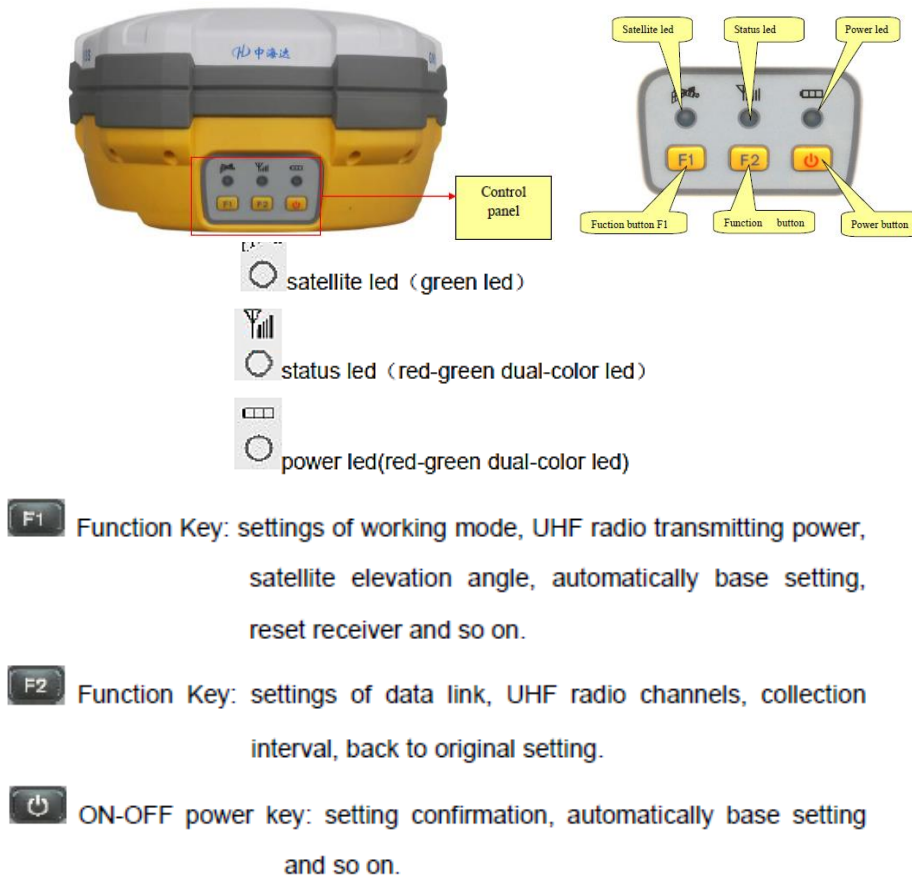 中海达
Satellite led
Status led
Power led
F1
F2
F1
F2
Control
panel
Fuction button F1
Function button
Power button
satellite led（green led）
status led（red-green dual-color led）
power led(red-green dual-color led)
F1 Function Key: settings of working mode, UHF radio transmitting power,
satellite elevation angle, automatically base setting,
reset receiver and so on.
F2 Function Key: settings of data link, UHF radio channels, collection
interval, back to original setting.
ON-OFF power key: setting confirmation, automatically base setting
and so on.